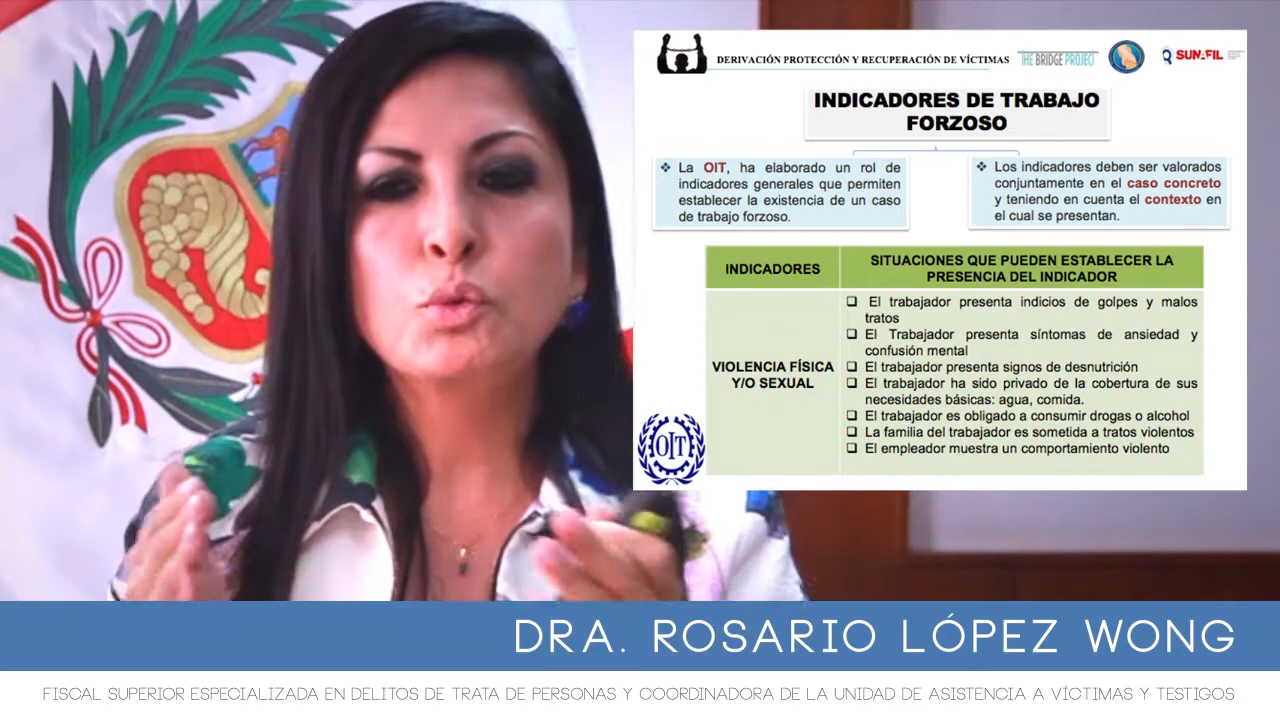 DERIVACIÓN PROTECCIÓN Y RECUPERACIÓN DE VÍCTIMAS
THE BRIDGE PROJECT
SUNAFIL
INDICADORES DE TRABAJO
FORZOSO
❖ La OIT, ha elaborado un rol de
indicadores generales que permiten
establecer la existencia de un caso
de trabajo forzoso.
❖ Los indicadores deben ser valorados
conjuntamente en el caso concreto
y teniendo en cuenta el contexto en
el cual se presentan.
INDICADORES
SITUACIONES QUE PUEDEN ESTABLECER LA
PRESENCIA DEL INDICADOR
VIOLENCIA FÍSICA
Y/O SEXUAL
❑ El trabajador presenta indicios de golpes y malos
tratos
❑ El Trabajador presenta síntomas de ansiedad y
confusión mental
❑ El trabajador presenta signos de desnutrición
❑ El trabajador ha sido privado de la cobertura de sus
necesidades básicas: agua, comida.
❑ El trabajador es obligado a consumir drogas o alcohol
❑ La familia del trabajador es sometida a tratos violentos
❑ El empleador muestra un comportamiento violento
OIT
DRA. ROSARIO LÓPEZ WONG
FISCAL SUPERIOR ESPECIALIZADA EN DELITOS DE TRATA DE PERSONAS Y COORDINADORA DE LA UNIDAD DE ASISTENCIA A VÍCTIMAS Y TESTIGOS